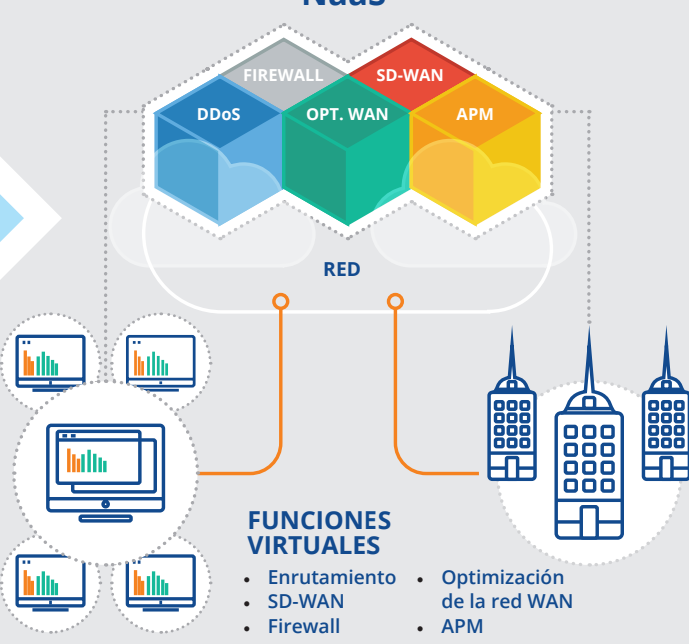 NaaS
FIREWALL
SD-WAN
DDoS
OPT. WAN
APM
RED
FUNCIONES
VIRTUALES
• Enrutamiento
• SD-WAN
• Firewall
• Optimización
de la red WAN
• APM